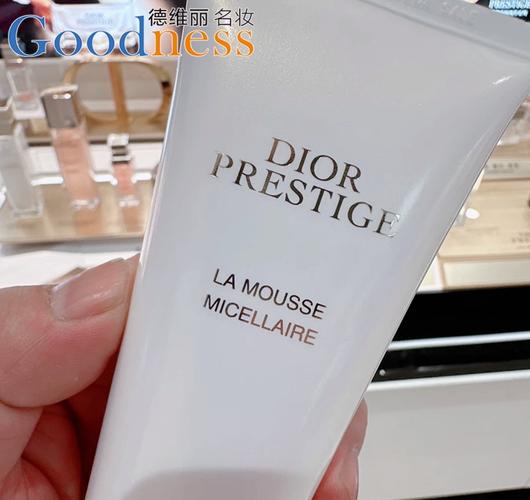 德维丽 名妆
Goodness
DIOR
PRESTIGE
LA MOUSSE
MICELLAIRE